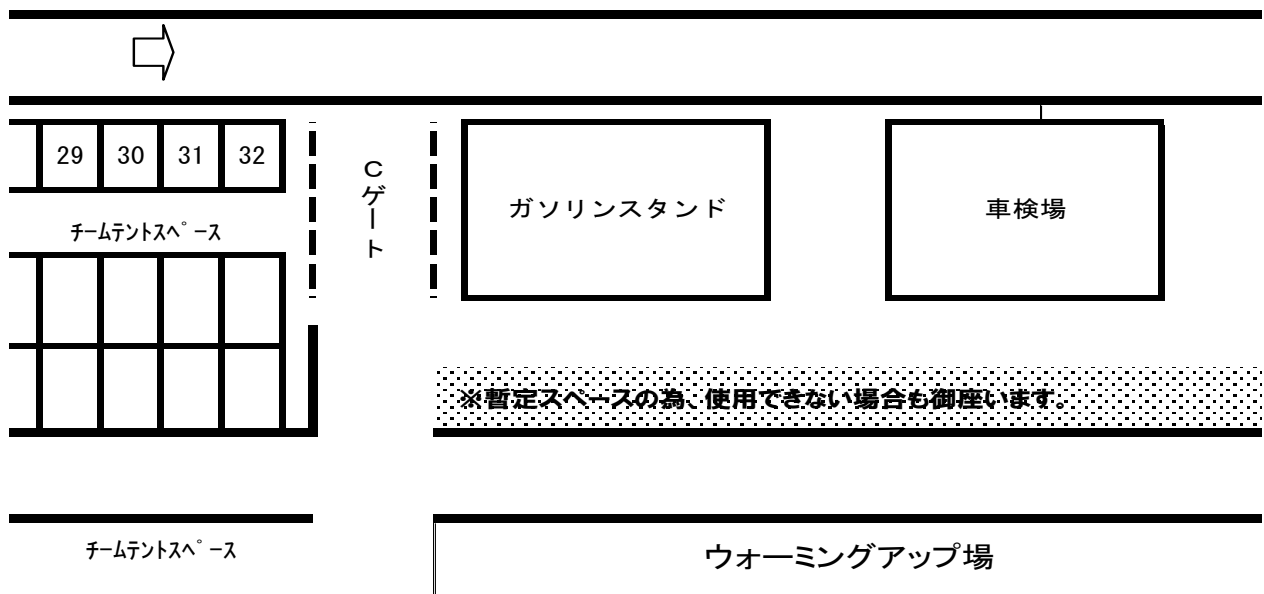 29 30 31 32
Cゲート
ガソリンスタンド
車検場
ﾁｰﾑﾃﾝﾄｽﾍﾟｰｽ
※暫定スペースの為、使用できない場合も御座います。
ﾁｰﾑﾃﾝﾄｽﾍﾟｰｽ
ウォーミングアップ場